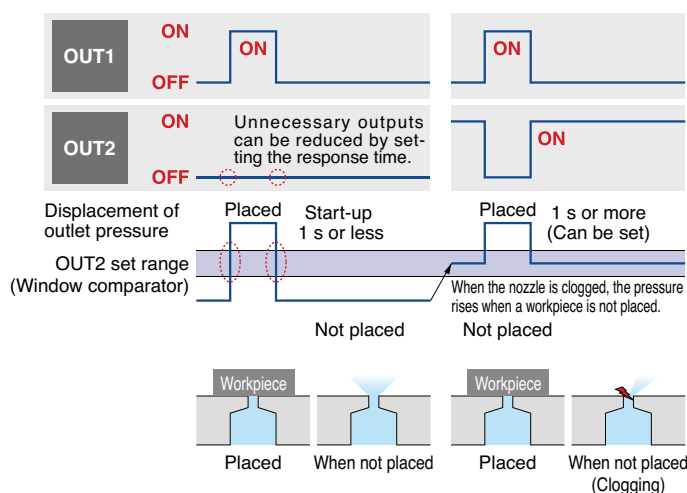 OUT1
ON
OFF
ON
ON
OUT2
ON
OFF
Unnecessary outputs
can be reduced by set-
ting the response time.
ON
Displacement of
outlet pressure
Placed
Start-up
1 s or less
Placed
1 s or more
(Can be set)
OUT2 set range
(Window comparator)
When the nozzle is clogged, the pressure
rises when a workpiece is not placed.
Not placed
Not placed
Workpiece
Workpiece
Placed
When not placed
Placed
When not placed
(Clogging)